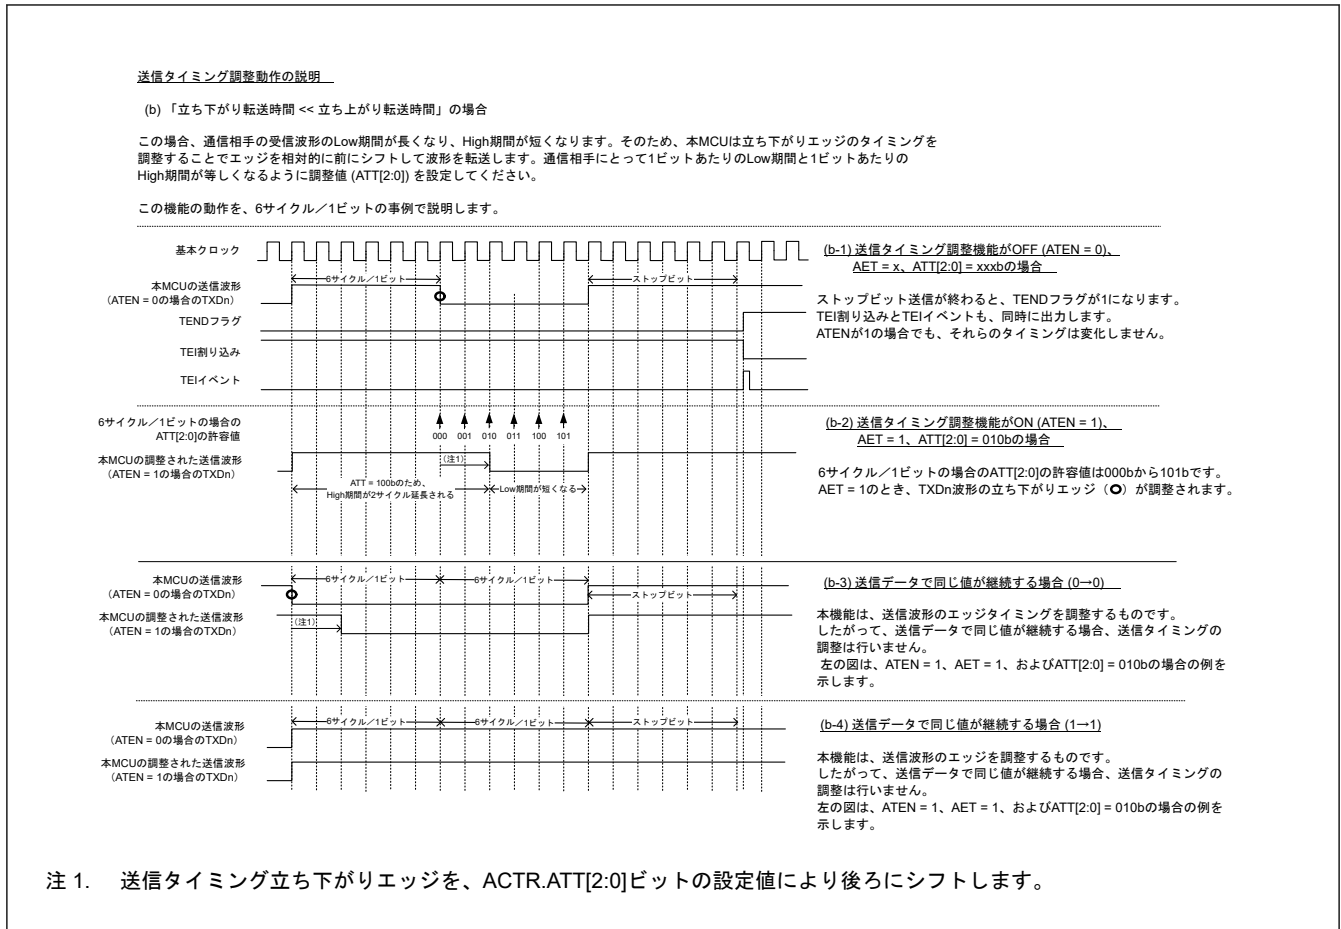 送信タイミング調整動作の説明
(b) 「立ち下がり転送時間 << 立ち上がり転送時間」の場合
この場合、通信相手の受信波形のLow期間が長くなり、High期間が短くなります。そのため、本MCUは立ち下がりエッジのタイミングを
調整することでエッジを相対的に前にシフトして波形を転送します。通信相手にとって1ビットあたりのLow期間と1ビットあたりの
High期間が等しくなるように調整値 (ATT[2:0]) を設定してください。
この機能の動作を、6サイクル／1ビットの事例で説明します。
基本クロック
6サイクル／1ビット
ストップビット
本MCUの送信波形
（ATEN = 0の場合のTXDn）
TENDフラグ
TEI割り込み
TEIイベント
(b-1) 送信タイミング調整機能がOFF (ATEN = 0)、
AET = x、ATT[2:0] = xxxbの場合
ストップビット送信が終わると、TENDフラグが1になります。
TEI割り込みとTEIイベントも、同時に出力します。
ATENが1の場合でも、それらのタイミングは変化しません。
6サイクル／1ビットの場合の
ATT[2:0]の許容値
000 001 010 011 100 101
本MCUの調整された送信波形
（ATEN = 1の場合のTXDn）
（注1）
ATT = 100bのため、
High期間が2サイクル延長される
Low期間が短くなる
(b-2) 送信タイミング調整機能がON (ATEN = 1)、
AET = 1、ATT[2:0] = 010bの場合
6サイクル／1ビットの場合のATT[2:0]の許容値は000bから101bです。
AET = 1のとき、TXDn波形の立ち下がりエッジ（O）が調整されます。
本MCUの送信波形
（ATEN = 0の場合のTXDn）
6サイクル／1ビット
6サイクル／1ビット
ストップビット
本MCUの調整された送信波形
（ATEN = 1の場合のTXDn）
（注1）
(b-3) 送信データで同じ値が継続する場合 (0→0)
本機能は、送信波形のエッジタイミングを調整するものです。
したがって、送信データで同じ値が継続する場合、送信タイミングの
調整は行いません。
左の図は、ATEN = 1、AET = 1、およびATT[2:0] = 010bの場合の例を
示します。
本MCUの送信波形
（ATEN = 0の場合のTXDn）
6サイクル／1ビット
6サイクル／1ビット
ストップビット
本MCUの調整された送信波形
（ATEN = 1の場合のTXDn）
(b-4) 送信データで同じ値が継続する場合 (1→1)
本機能は、送信波形のエッジを調整するものです。
したがって、送信データで同じ値が継続する場合、送信タイミングの
調整は行いません。
左の図は、ATEN = 1、AET = 1、およびATT[2:0] = 010bの場合の例を
示します。
注 1. 送信タイミング立ち下がりエッジを、ACTR.ATT[2:0]ビットの設定値により後ろにシフトします。